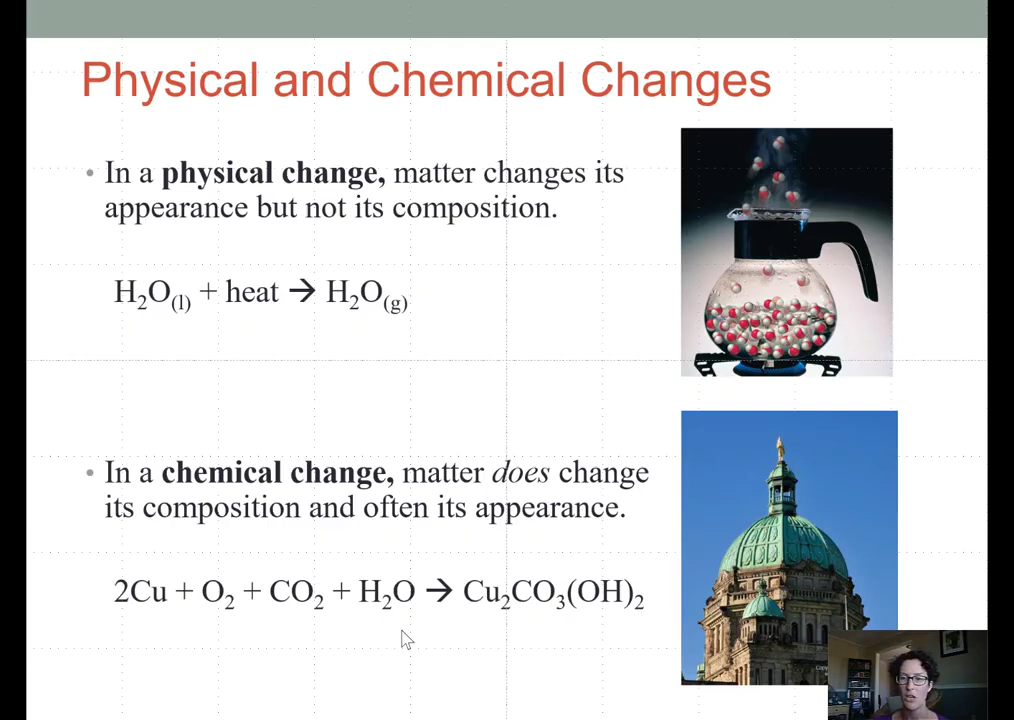 Physical and Chemical Changes
• In a physical change, matter changes its
appearance but not its composition.
H₂O₍l₎ + heat → H₂O₍g₎
• In a chemical change, matter does change
its composition and often its appearance.
2Cu + O₂ + CO₂ + H₂O → Cu₂CO₃(OH)₂